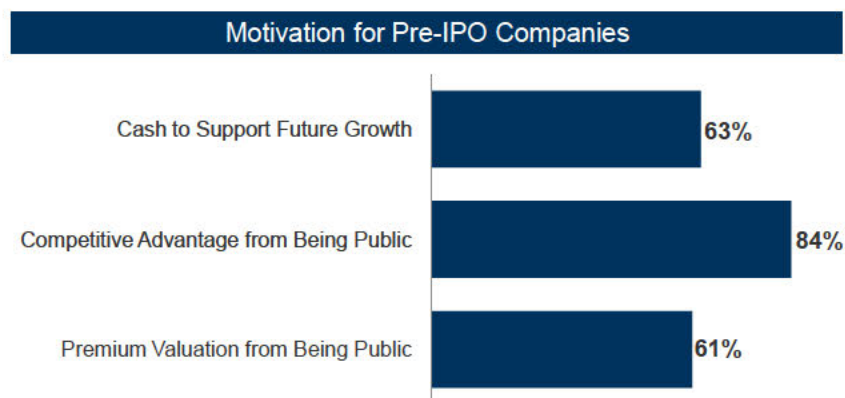 Motivation for Pre-IPO Companies
Cash to Support Future Growth
63%
Competitive Advantage from Being Public
84%
Premium Valuation from Being Public
61%